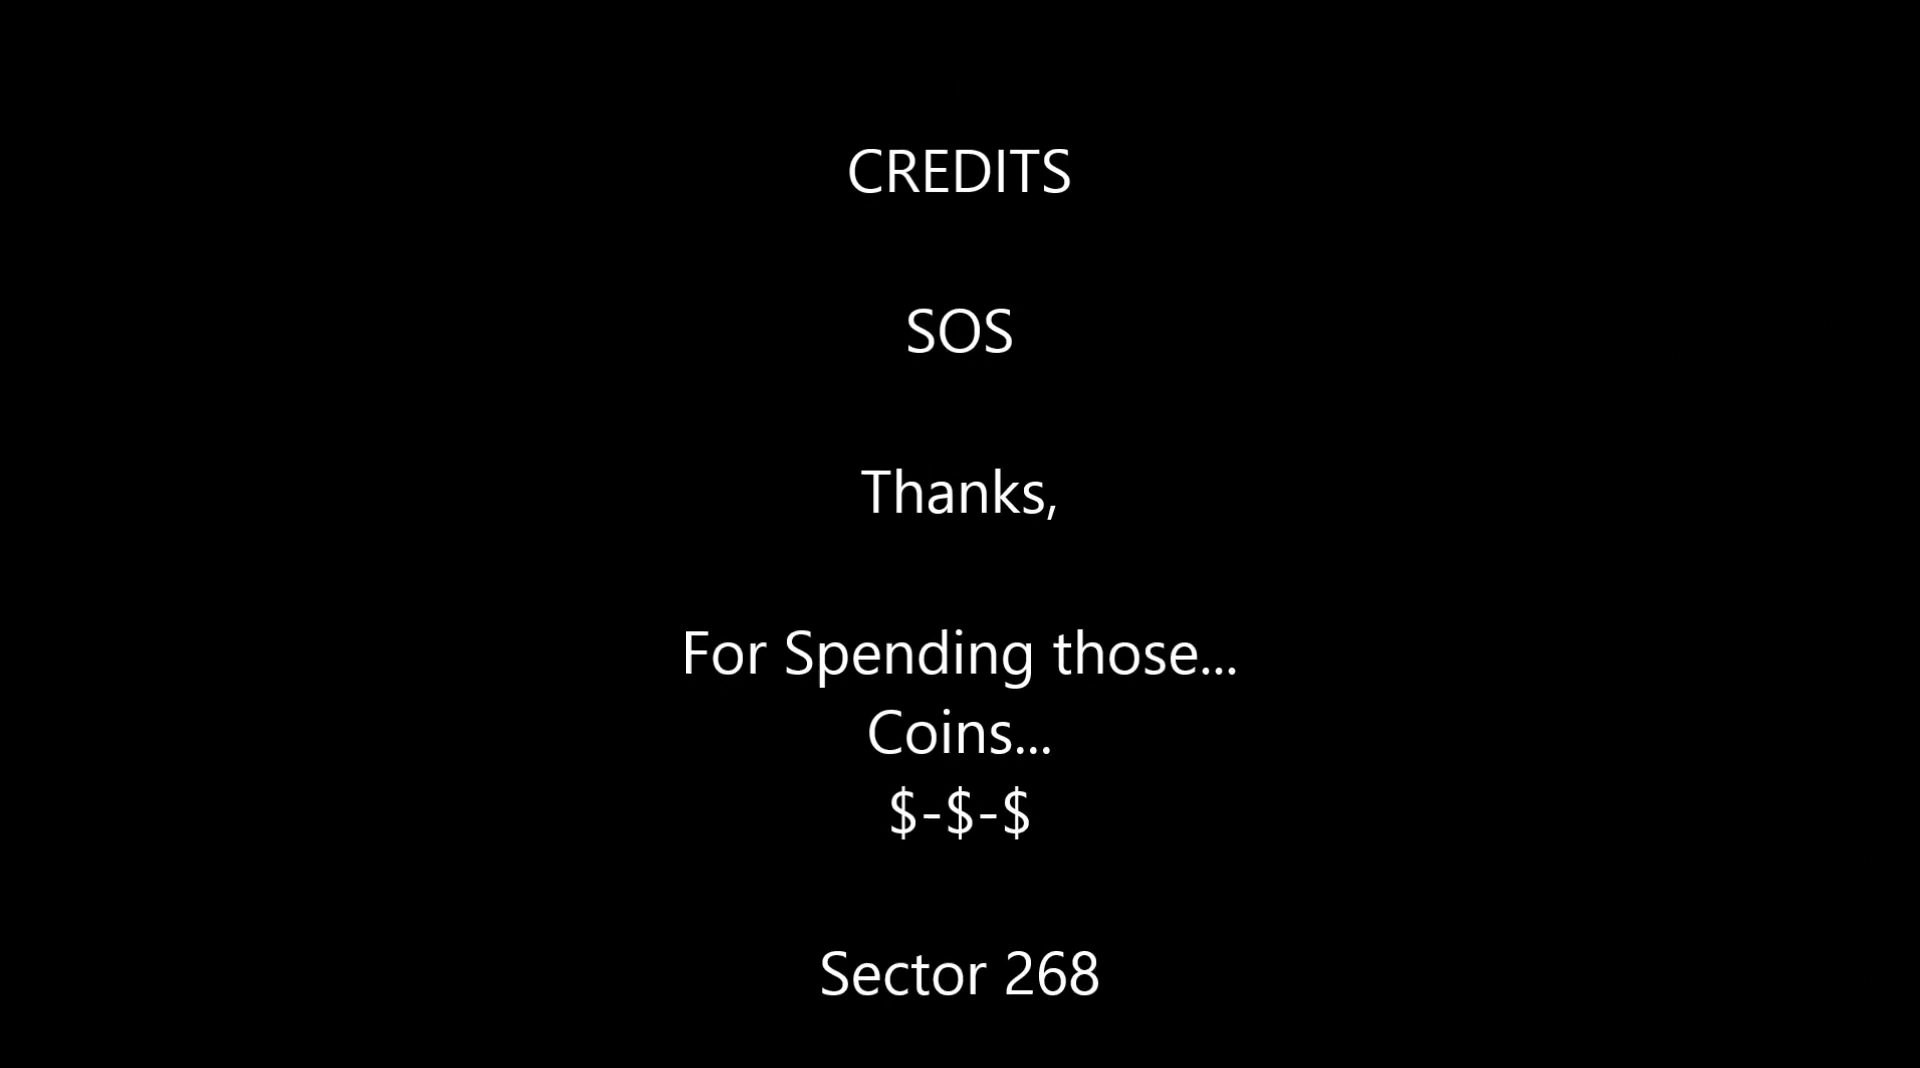 CREDITS
SOS
Thanks,
For Spending those...
Coins...
$-$-$
Sector 268